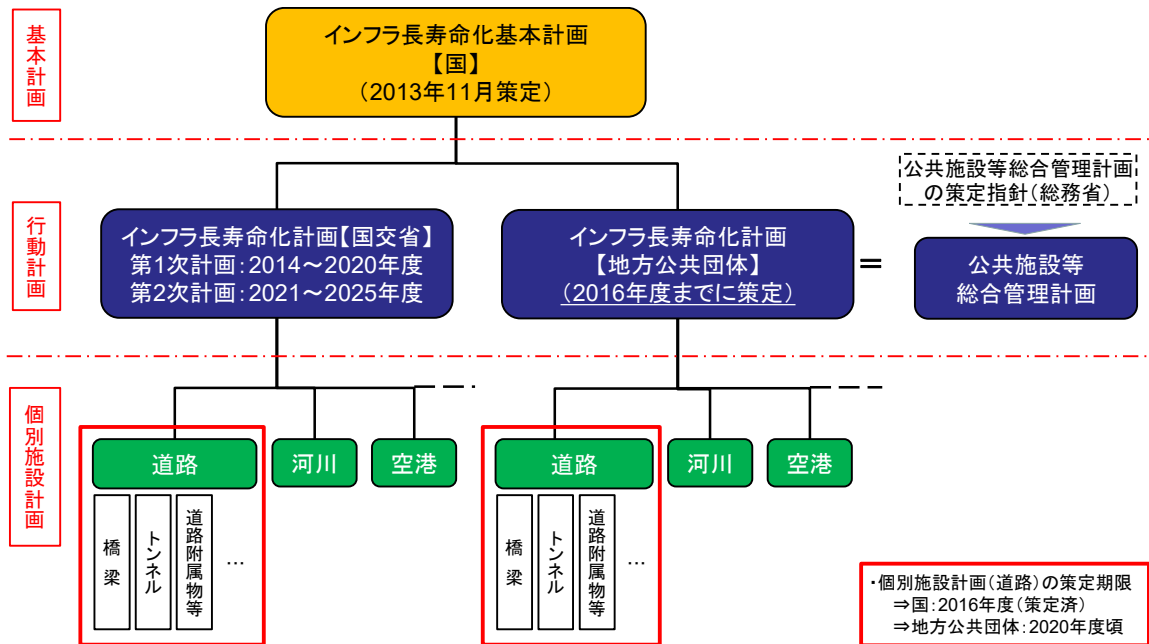 基本計画
インフラ長寿命化基本計画
【国】
（2013年11月策定）
公共施設等総合管理計画
の策定指針（総務省）
行動計画
インフラ長寿命化計画【国交省】
第1次計画：2014～2020年度
第2次計画：2021～2025年度
インフラ長寿命化計画
【地方公共団体】
（2016年度までに策定）
＝
公共施設等
総合管理計画
個別施設計画
道路
河川
空港
道路
河川
空港
橋梁
トンネル
道路附属物等
…
橋梁
トンネル
道路附属物等
…
・個別施設計画（道路）の策定期限
⇒国：2016年度（策定済）
⇒地方公共団体：2020年度頃